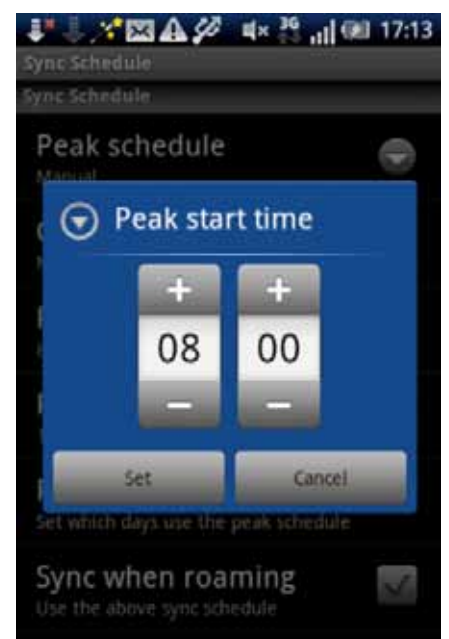 3G 17:13
Sync Schedule
Sync Schedule
Peak schedule
Manual
Peak start time
+ +
08 00
− −
Set Cancel
Set which days use the peak schedule
Sync when roaming
Use the above sync schedule